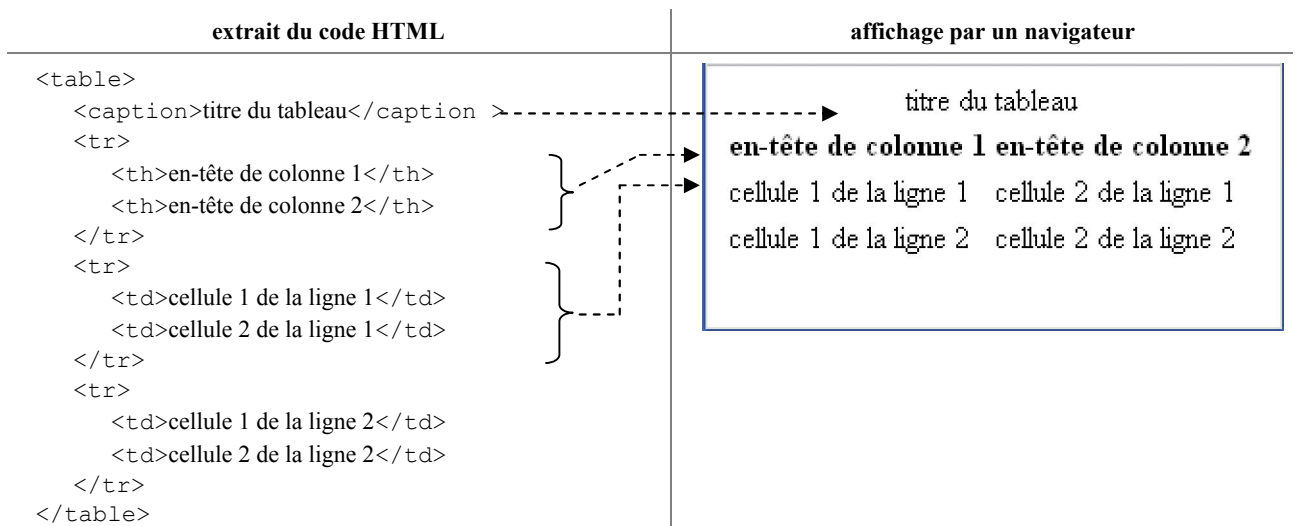 extrait du code HTML
affichage par un navigateur
<table>
<caption>titre du tableau</caption >
<tr>
<th>en-tête de colonne 1</th>
<th>en-tête de colonne 2</th>
</tr>
<tr>
<td>cellule 1 de la ligne 1</td>
<td>cellule 2 de la ligne 1</td>
</tr>
<tr>
<td>cellule 1 de la ligne 2</td>
<td>cellule 2 de la ligne 2</td>
</tr>
</table>
titre du tableau
en-tête de colonne 1 en-tête de colonne 2
cellule 1 de la ligne 1 cellule 2 de la ligne 1
cellule 1 de la ligne 2 cellule 2 de la ligne 2